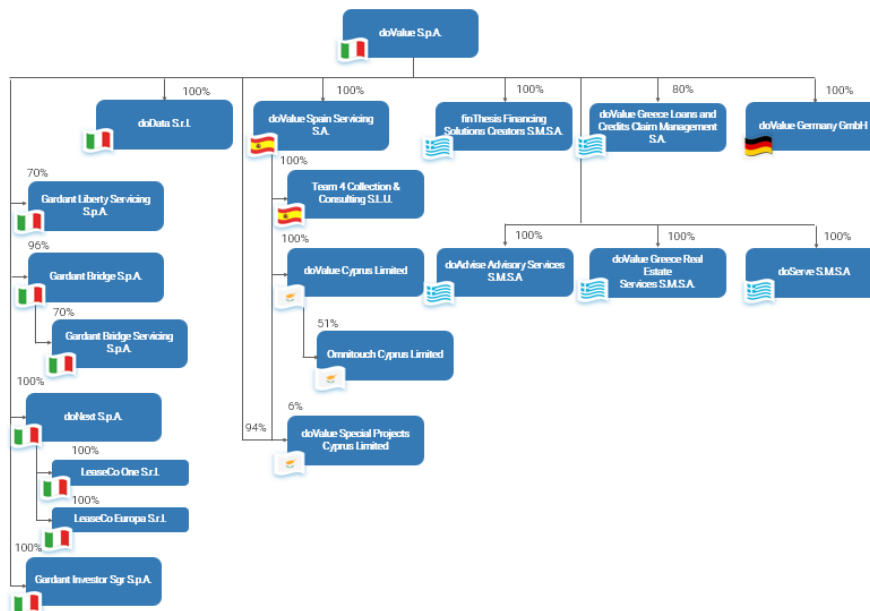 doValue S.p.A.
100%
100%
100%
80%
100%
doData S.r.l.
doValue Spain Servicing
S.A.
finThesis Financing
Solutions Creators S.M.S.A.
doValue Greece Loans and
Credits Claim Management
S.A.
doValue Germany GmbH
100%
70%
Team 4 Collection &
Consulting S.L.U.
Gardant Liberty Servicing
S.p.A.
96%
100%
100%
100%
100%
Gardant Bridge S.p.A.
doValue Cyprus Limited
doAdvise Advisory Services
S.M.S.A
doValue Greece Real
Estate
Services S.M.S.A.
doServe S.M.S.A
70%
51%
Gardant Bridge Servicing
S.p.A.
Omnitouch Cyprus Limited
100%
6%
doNext S.p.A.
94%
doValue Special Projects
Cyprus Limited
100%
LeaseCo One S.r.l.
100%
LeaseCo Europa S.r.l.
100%
Gardant Investor Sgr S.p.A.